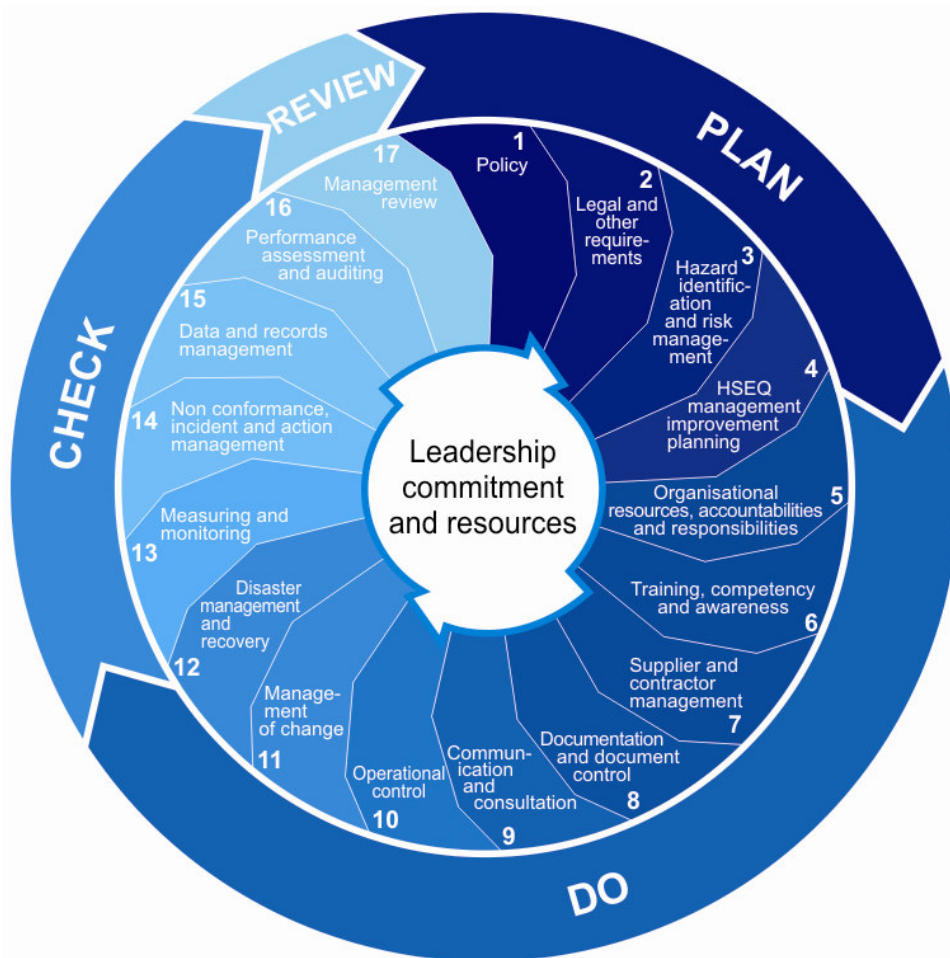 REVIEW
PLAN
DO
CHECK
1
Policy
2
Legal and
other
require-
ments
3
Hazard
identific-
ation
and risk
manage-
ment
4
HSEQ
management
improvement
planning
5
Organisational
resources, accountabilities
and responsibilities
6
Training, competency
and awareness
7
Supplier and
contractor
management
8
Documentation
and document
control
9
Commun-
ication
and
consultation
10
Operational
control
11
Manage-
ment
of change
12
Disaster
management
and
recovery
13
Measuring and
monitoring
14
Non conformance,
incident and action
management
15
Data and records
management
16
Performance
assessment
and auditing
17
Management
review
Leadership
commitment
and resources